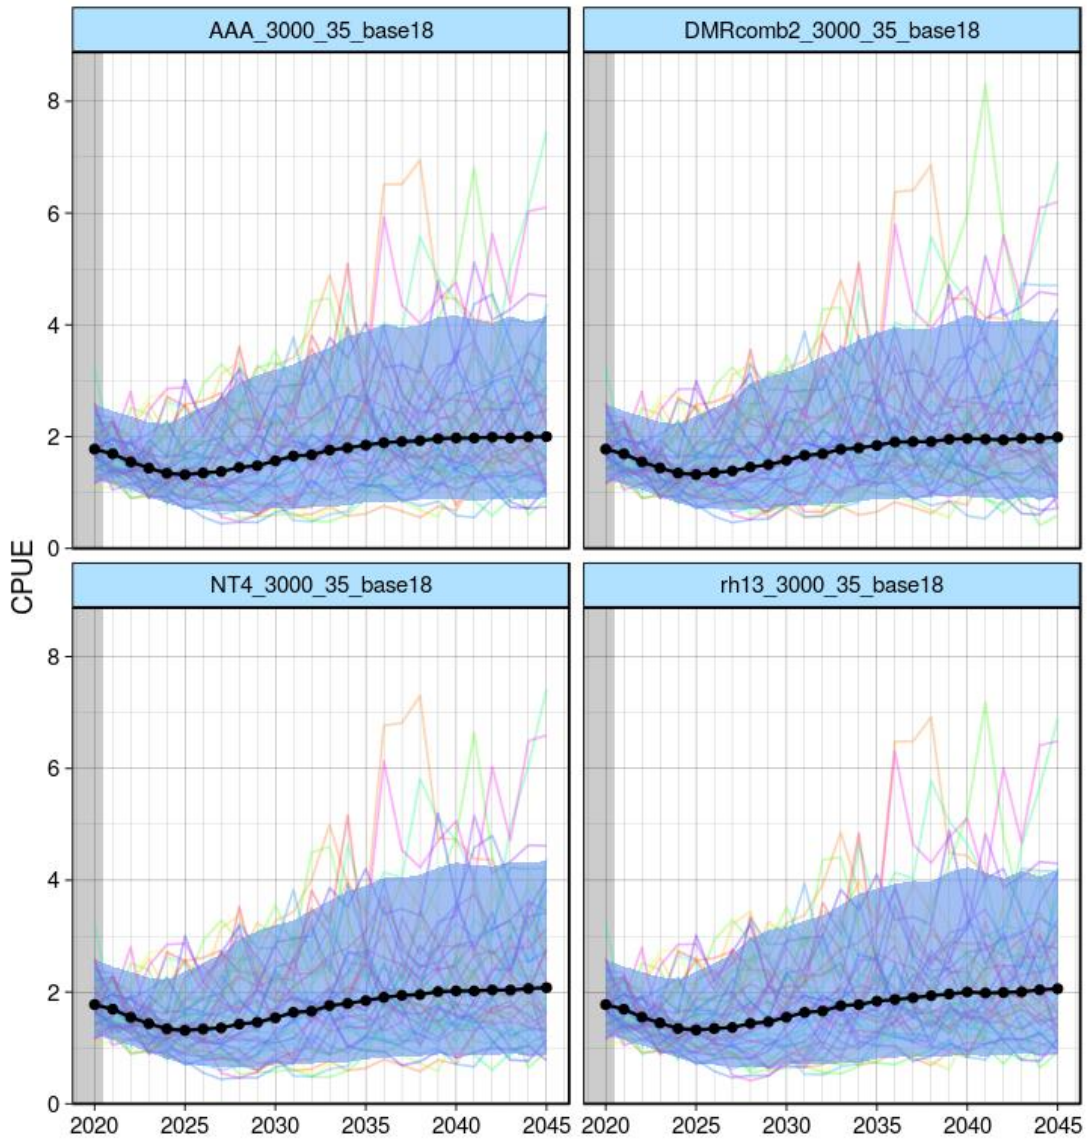 AAA_3000_35_base18
DMRcomb2_3000_35_base18
8
6
4
2
0
CPUE
NT4_3000_35_base18
rh13_3000_35_base18
8
6
4
2
0
2020 2025 2030 2035 2040 2045 2020 2025 2030 2035 2040 2045